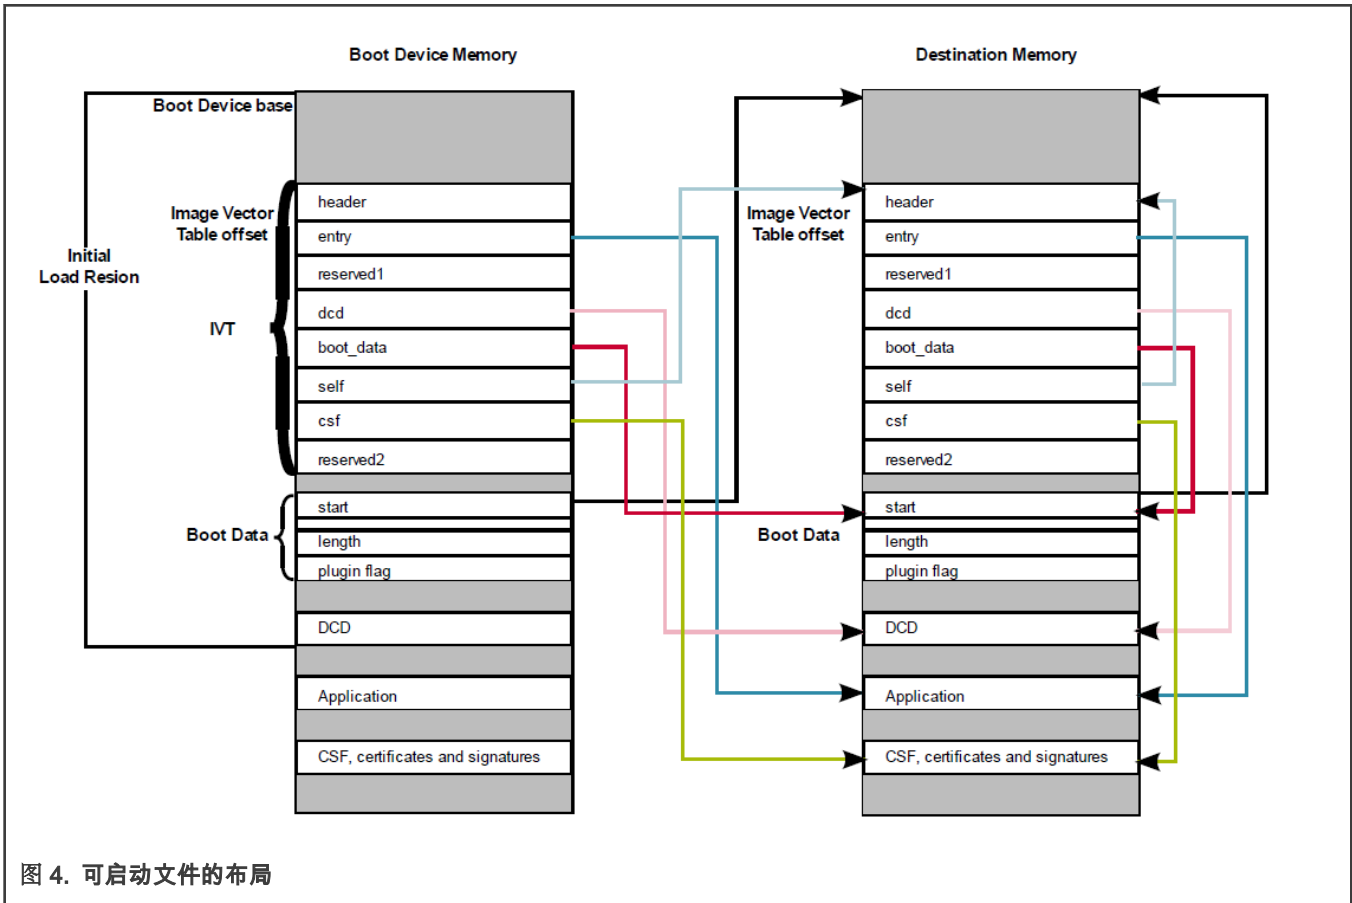 Boot Device Memory
Destination Memory
Boot Device base
Initial
Load Resion
Image Vector
Table offset
IVT
header
entry
reserved1
dcd
boot_data
self
csf
reserved2
Boot Data
start
length
plugin flag
DCD
Application
CSF, certificates and signatures
Image Vector
Table offset
header
entry
reserved1
dcd
boot_data
self
csf
reserved2
Boot Data
start
length
plugin flag
DCD
Application
CSF, certificates and signatures
图 4. 可启动文件的布局